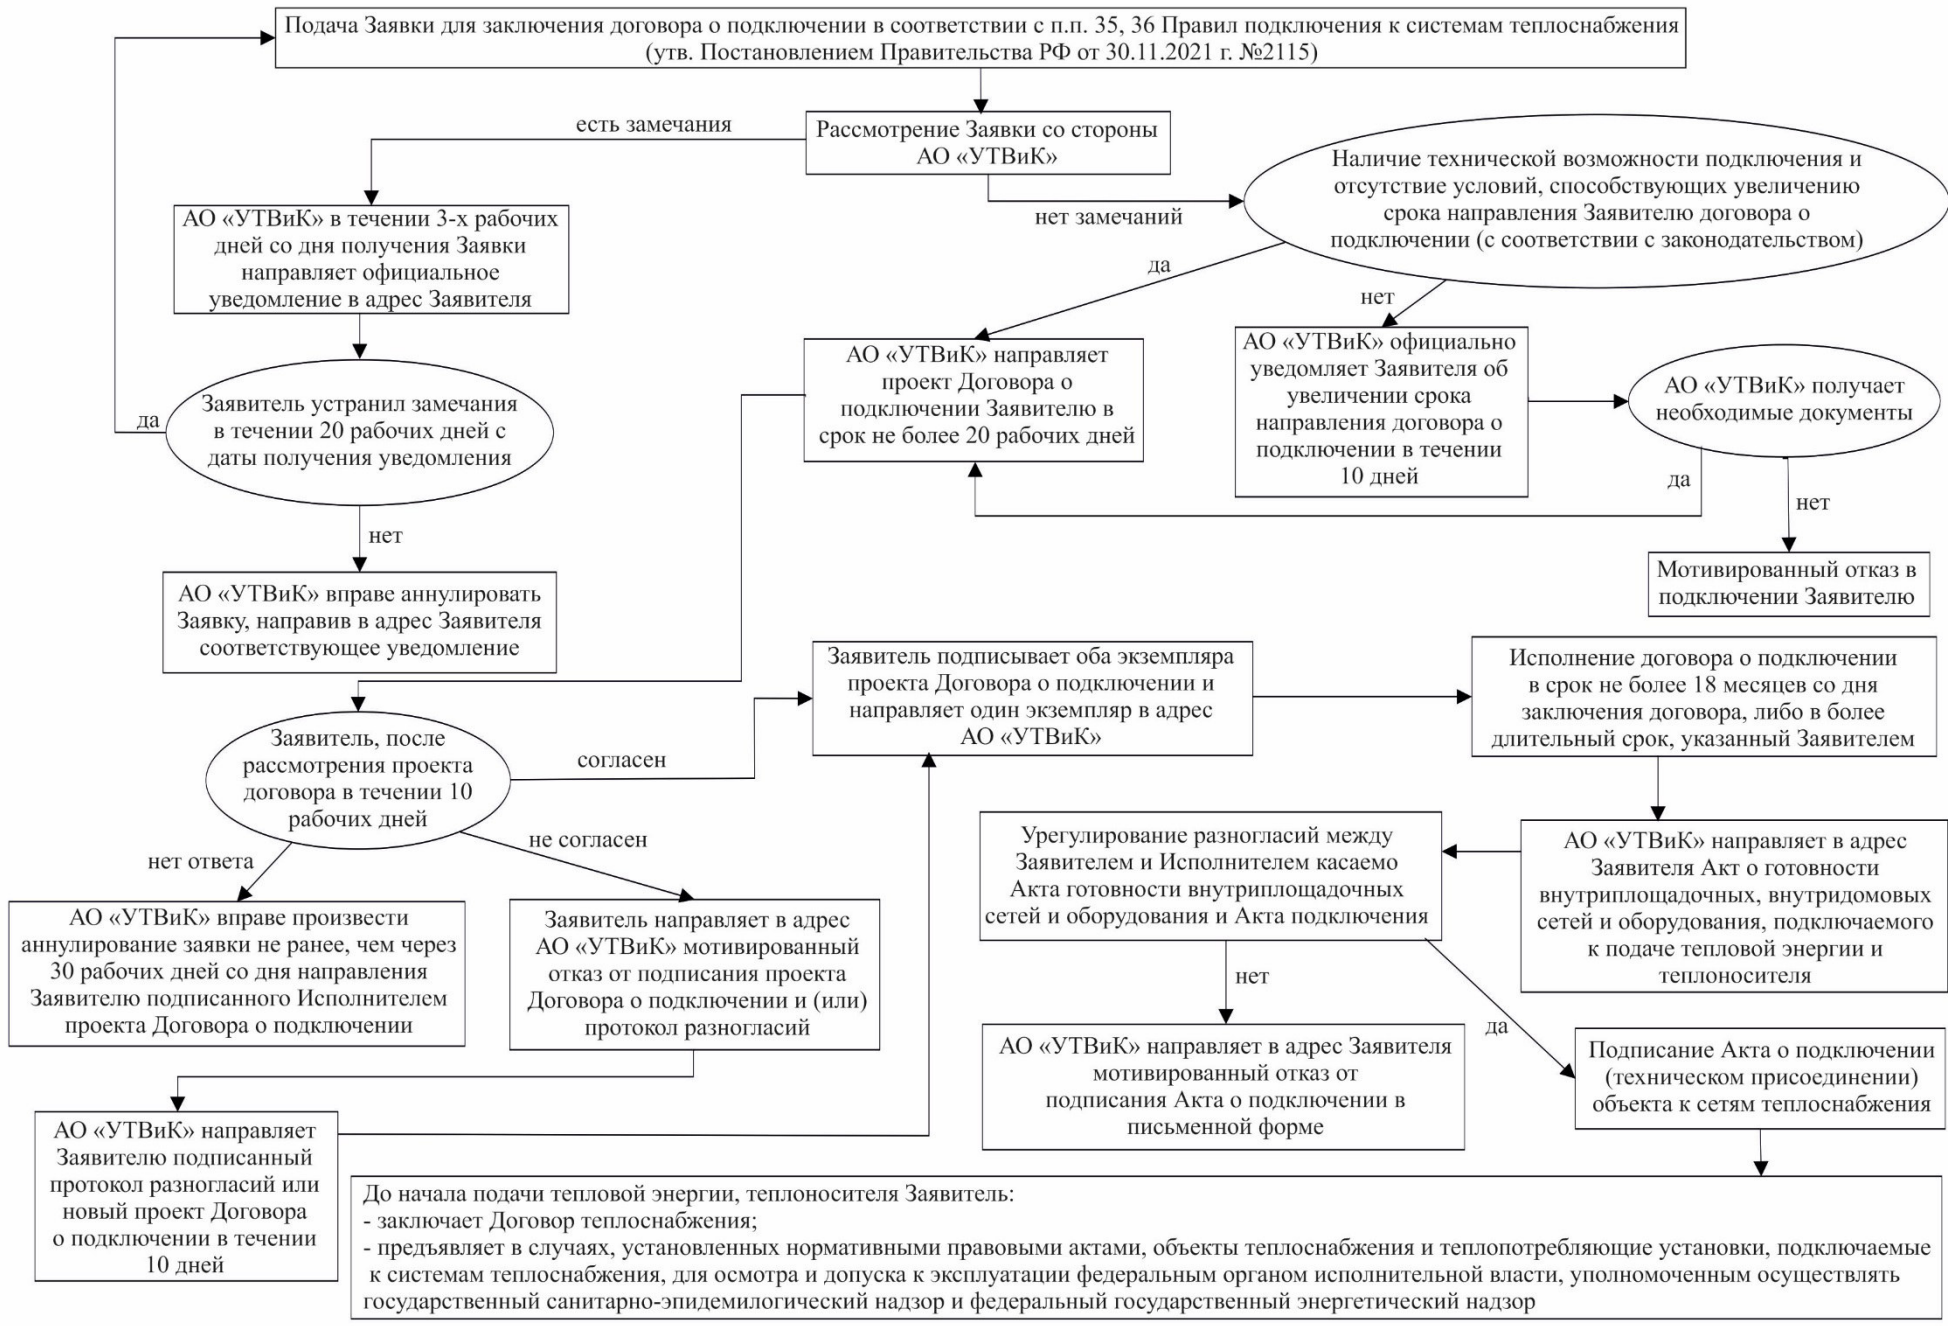 Подача Заявки для заключения договора о подключении в соответствии с п.п. 35, 36 Правил подключения к системам теплоснабжения
(утв. Постановлением Правительства РФ от 30.11.2021 г. №2115)
есть замечания
Рассмотрение Заявки со стороны
АО «УТВиК»
нет замечаний
Наличие технической возможности подключения и
отсутствие условий, способствующих увеличению
срока направления Заявителю договора о
подключении (с соответствии с законодательством)
АО «УТВиК» в течении 3-х рабочих
дней со дня получения Заявки
направляет официальное
уведомление в адрес Заявителя
да
нет
АО «УТВиК» направляет
проект Договора о
подключении Заявителю в
срок не более 20 рабочих дней
АО «УТВиК» официально
уведомляет Заявителя об
увеличении срока
направления договора о
подключении в течении
10 дней
АО «УТВиК» получает
необходимые документы
да
нет
Мотивированный отказ в
подключении Заявителю
да
Заявитель устранил замечания
в течении 20 рабочих дней с
даты получения уведомления
нет
АО «УТВиК» вправе аннулировать
Заявку, направив в адрес Заявителя
соответствующее уведомление
Заявитель, после
рассмотрения проекта
договора в течении 10
рабочих дней
согласен
Заявитель подписывает оба экземпляра
проекта Договора о подключении и
направляет один экземпляр в адрес
АО «УТВиК»
Исполнение договора о подключении
в срок не более 18 месяцев со дня
заключения договора, либо в более
длительный срок, указанный Заявителем
нет ответа
не согласен
АО «УТВиК» вправе произвести
аннулирование заявки не ранее, чем через
30 рабочих дней со дня направления
Заявителю подписанного Исполнителем
проекта Договора о подключении
Заявитель направляет в адрес
АО «УТВиК» мотивированный
отказ от подписания проекта
Договора о подключении и (или)
протокол разногласий
Урегулирование разногласий между
Заявителем и Исполнителем касаемо
Акта готовности внутриплощадочных
сетей и оборудования и Акта подключения
АО «УТВиК» направляет в адрес
Заявителя Акт о готовности
внутриплощадочных, внутридомовых
сетей и оборудования, подключаемого
к подаче тепловой энергии и
теплоносителя
нет
да
АО «УТВиК» направляет в адрес Заявителя
мотивированный отказ от
подписания Акта о подключении в
письменной форме
Подписание Акта о подключении
(техническом присоединении)
объекта к сетям теплоснабжения
АО «УТВиК» направляет
Заявителю подписанный
протокол разногласий или
новый проект Договора
о подключении в течении
10 дней
До начала подачи тепловой энергии, теплоносителя Заявитель:
- заключает Договор теплоснабжения;
- предъявляет в случаях, установленных нормативными правовыми актами, объекты теплоснабжения и теплопотребляющие установки, подключаемые
к системам теплоснабжения, для осмотра и допуска к эксплуатации федеральным органом исполнительной власти, уполномоченным осуществлять
государственный санитарно-эпидемилогический надзор и федеральный государственный энергетический надзор